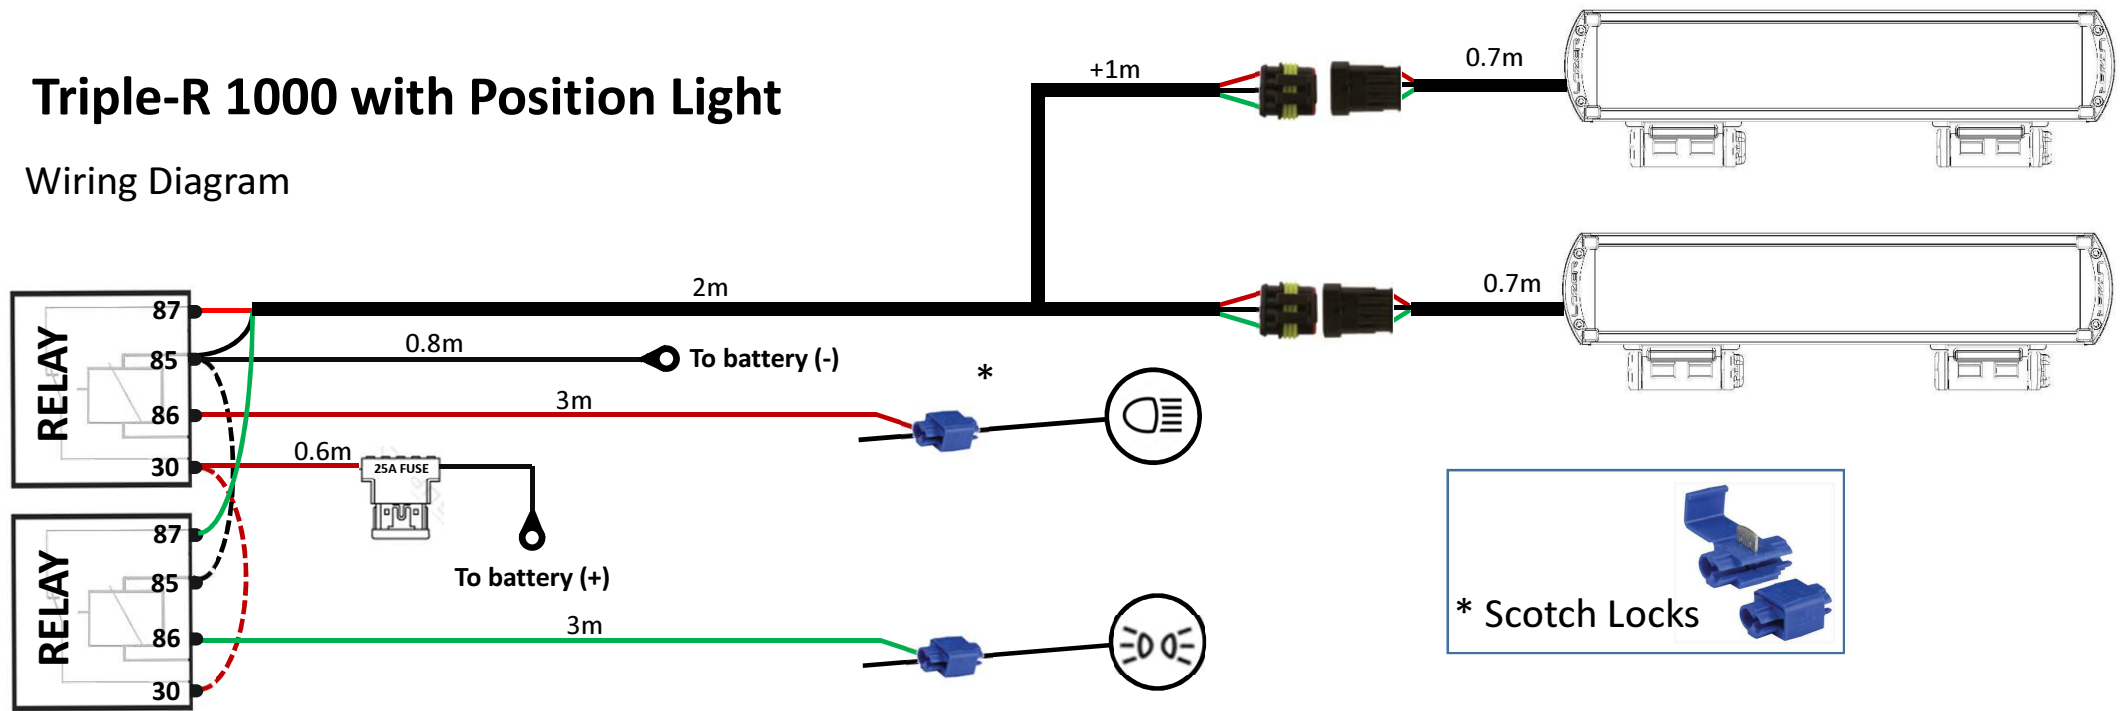 Triple-R 1000 with Position Light
Wiring Diagram
+1m
0.7m
2m
0.7m
RELAY
87
85
86
30
0.8m
To battery (-)
*
3m
0.6m
25A FUSE
To battery (+)
RELAY
87
85
86
30
3m
* Scotch Locks